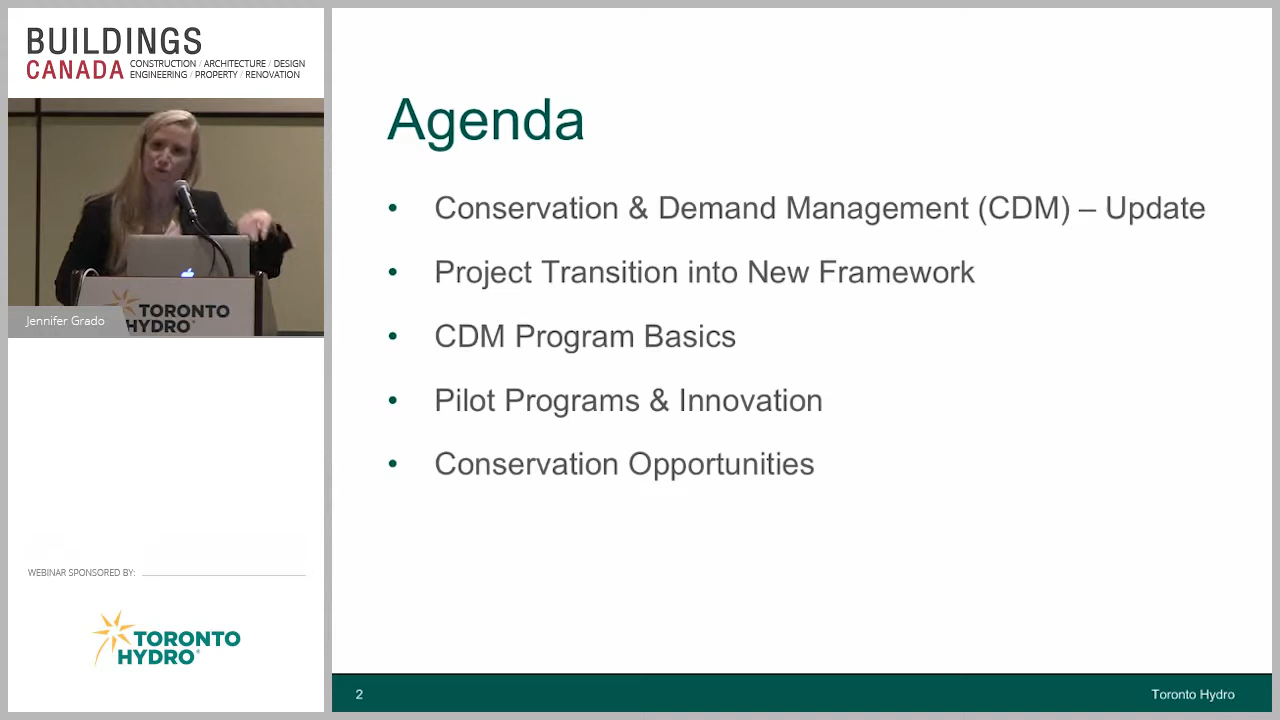 BUILDINGS
CANADA
CONSTRUCTION / ARCHITECTURE / DESIGN
ENGINEERING / PROPERTY / RENOVATION
TORONTO
HYDRO
Jennifer Grado
WEBINAR SPONSORED BY:
TORONTO
HYDRO®
Agenda
• Conservation & Demand Management (CDM) – Update
• Project Transition into New Framework
• CDM Program Basics
• Pilot Programs & Innovation
• Conservation Opportunities
2
Toronto Hydro